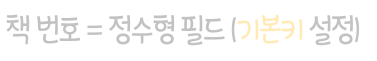 책 번호 = 정수형 필드 (기본키 설정)